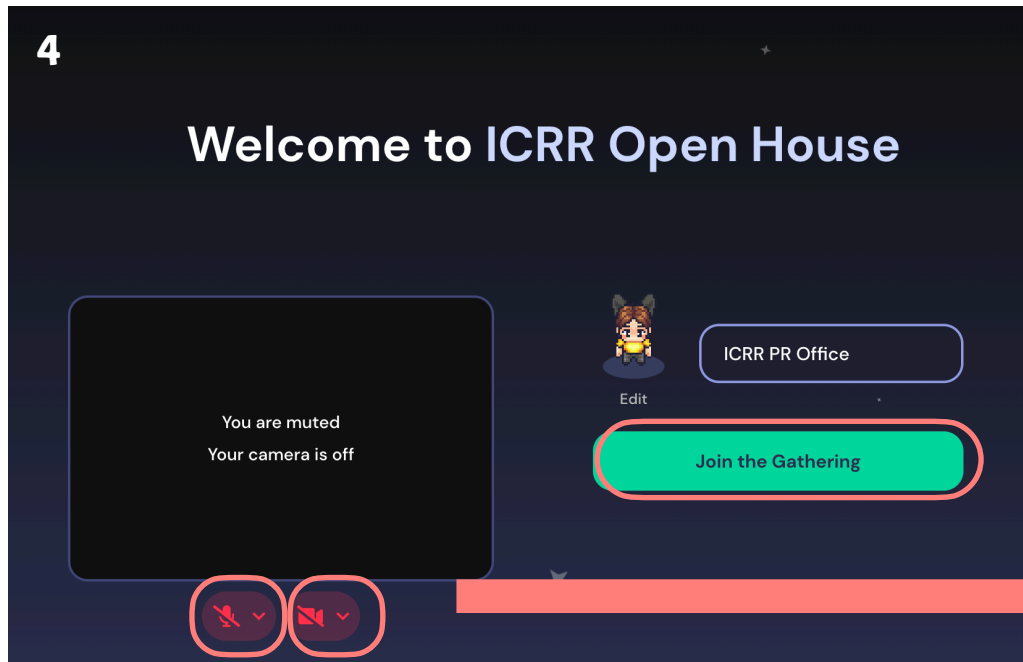 4
Welcome to ICRR Open House
You are muted
Your camera is off
ICRR PR Office
Edit
Join the Gathering